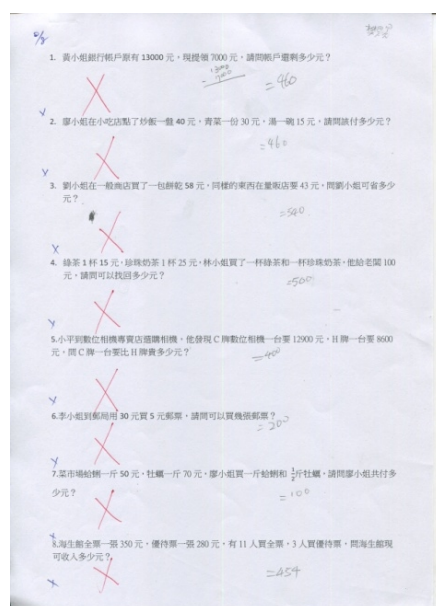 0/8
1. 黃小姐銀行帳戶原有 13000 元，現提領 7000 元，請問帳戶還剩多少元？
1300
- 700
= 460
2. 廖小姐在小吃店點了炒飯一盤 40 元，青菜一份 30 元，湯一碗 15 元，請問該付多少元？
= 460
3. 劉小姐在一般商店買了一包餅乾 58 元，同樣的東西在量販店要 43 元，問劉小姐可省多少
元？
= 540
4. 綠茶 1 杯 15 元，珍珠奶茶 1 杯 25 元，林小姐買了一杯綠茶和一杯珍珠奶茶，他給老闆 100
元，請問可以找回多少元？
= 500
5.小平到數位相機專賣店選購相機，他發現 C 牌數位相機一台要 12900 元，H 牌一台要 8600
元，問 C 牌一台要比 H 牌貴多少元？
= 400
6.李小姐到郵局用 30 元買 5 元郵票，請問可以買幾張郵票？
= 200
7.菜市場蛤蜊一斤 50 元，牡蠣一斤 70 元，廖小姐買一斤蛤蜊和 1/2 斤牡蠣，請問廖小姐共付多
少元？
= 100
8.海生館全票一張 350 元，優待票一張 280 元，有 11 人買全票，3 人買優待票，問海生館現
可收入多少元？
= 454